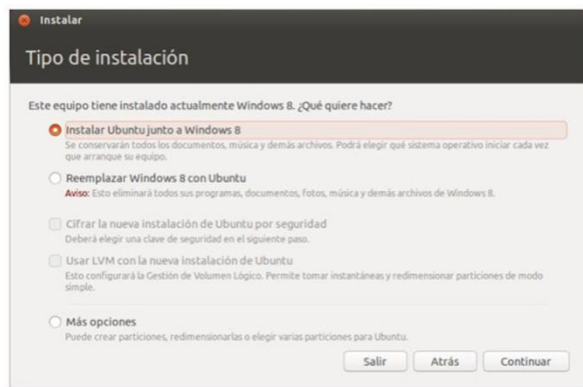 Instalar
Tipo de instalación
Este equipo tiene instalado actualmente Windows 8. ¿Qué quiere hacer?
Instalar Ubuntu junto a Windows 8
Se conservarán todos los documentos, música y demás archivos. Podrá elegir qué sistema operativo iniciar cada vez
que arranque su equipo.
Reemplazar Windows 8 con Ubuntu
Aviso: Esto eliminará todos sus programas, documentos, fotos, música y demás archivos de Windows 8.
Cifrar la nueva instalación de Ubuntu por seguridad
Deberá elegir una clave de seguridad en el siguiente paso.
Usar LVM con la nueva instalación de Ubuntu
Esto configurará la Gestión de Volumen Lógico. Permite tomar instantáneas y redimensionar particiones de modo
simple.
Más opciones
Puede crear particiones, redimensionarlas o elegir varias particiones para Ubuntu.
Salir Atrás Continuar